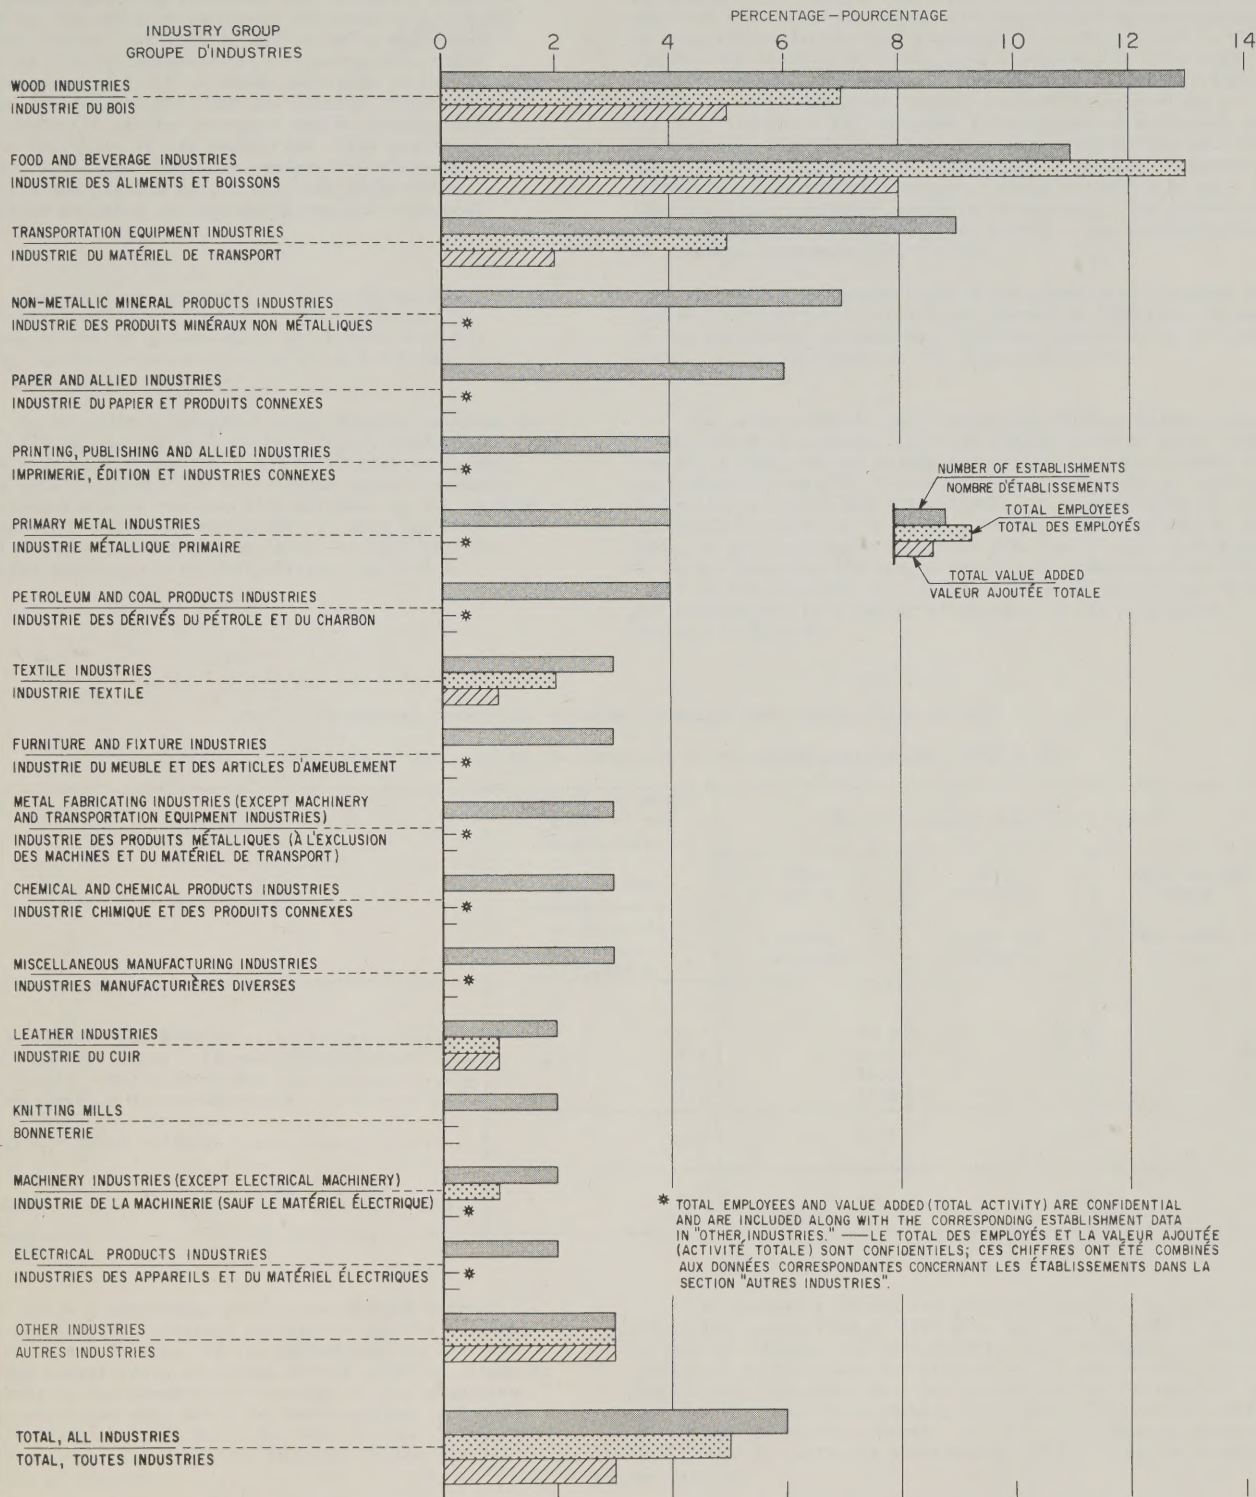 PERCENTAGE — POURCENTAGE
INDUSTRY GROUP
GROUPE D'INDUSTRIES
0 2 4 6 8 10 12 14
WOOD INDUSTRIES
INDUSTRIE DU BOIS
FOOD AND BEVERAGE INDUSTRIES
INDUSTRIE DES ALIMENTS ET BOISSONS
TRANSPORTATION EQUIPMENT INDUSTRIES
INDUSTRIE DU MATÉRIEL DE TRANSPORT
NON-METALLIC MINERAL PRODUCTS INDUSTRIES
INDUSTRIE DES PRODUITS MINÉRAUX NON MÉTALLIQUES *
PAPER AND ALLIED INDUSTRIES
INDUSTRIE DU PAPIER ET PRODUITS CONNEXES *
PRINTING, PUBLISHING AND ALLIED INDUSTRIES
IMPRIMERIE, ÉDITION ET INDUSTRIES CONNEXES *
NUMBER OF ESTABLISHMENTS
NOMBRE D'ÉTABLISSEMENTS
TOTAL EMPLOYEES
TOTAL DES EMPLOYÉS
TOTAL VALUE ADDED
VALEUR AJOUTÉE TOTALE
PRIMARY METAL INDUSTRIES
INDUSTRIE MÉTALLIQUE PRIMAIRE *
PETROLEUM AND COAL PRODUCTS INDUSTRIES
INDUSTRIE DES DÉRIVÉS DU PÉTROLE ET DU CHARBON *
TEXTILE INDUSTRIES
INDUSTRIE TEXTILE
FURNITURE AND FIXTURE INDUSTRIES
INDUSTRIE DU MEUBLE ET DES ARTICLES D'AMEUBLEMENT *
METAL FABRICATING INDUSTRIES (EXCEPT MACHINERY
AND TRANSPORTATION EQUIPMENT INDUSTRIES)
INDUSTRIE DES PRODUITS MÉTALLIQUES (À L'EXCLUSION *
DES MACHINES ET DU MATÉRIEL DE TRANSPORT)
CHEMICAL AND CHEMICAL PRODUCTS INDUSTRIES
INDUSTRIE CHIMIQUE ET DES PRODUITS CONNEXES *
MISCELLANEOUS MANUFACTURING INDUSTRIES
INDUSTRIES MANUFACTURIÈRES DIVERSES *
LEATHER INDUSTRIES
INDUSTRIE DU CUIR
KNITTING MILLS
BONNETERIE
MACHINERY INDUSTRIES (EXCEPT ELECTRICAL MACHINERY)
INDUSTRIE DE LA MACHINERIE (SAUF LE MATÉRIEL ÉLECTRIQUE) *
ELECTRICAL PRODUCTS INDUSTRIES
INDUSTRIES DES APPAREILS ET DU MATÉRIEL ÉLECTRIQUES *
* TOTAL EMPLOYEES AND VALUE ADDED (TOTAL ACTIVITY) ARE CONFIDENTIAL
AND ARE INCLUDED ALONG WITH THE CORRESPONDING ESTABLISHMENT DATA
IN "OTHER INDUSTRIES." — LE TOTAL DES EMPLOYÉS ET LA VALEUR AJOUTÉE
(ACTIVITÉ TOTALE) SONT CONFIDENTIELS; CES CHIFFRES ONT ÉTÉ COMBINÉS
AUX DONNÉES CORRESPONDANTES CONCERNANT LES ÉTABLISSEMENTS DANS LA
SECTION "AUTRES INDUSTRIES".
OTHER INDUSTRIES
AUTRES INDUSTRIES
TOTAL, ALL INDUSTRIES
TOTAL, TOUTES INDUSTRIES